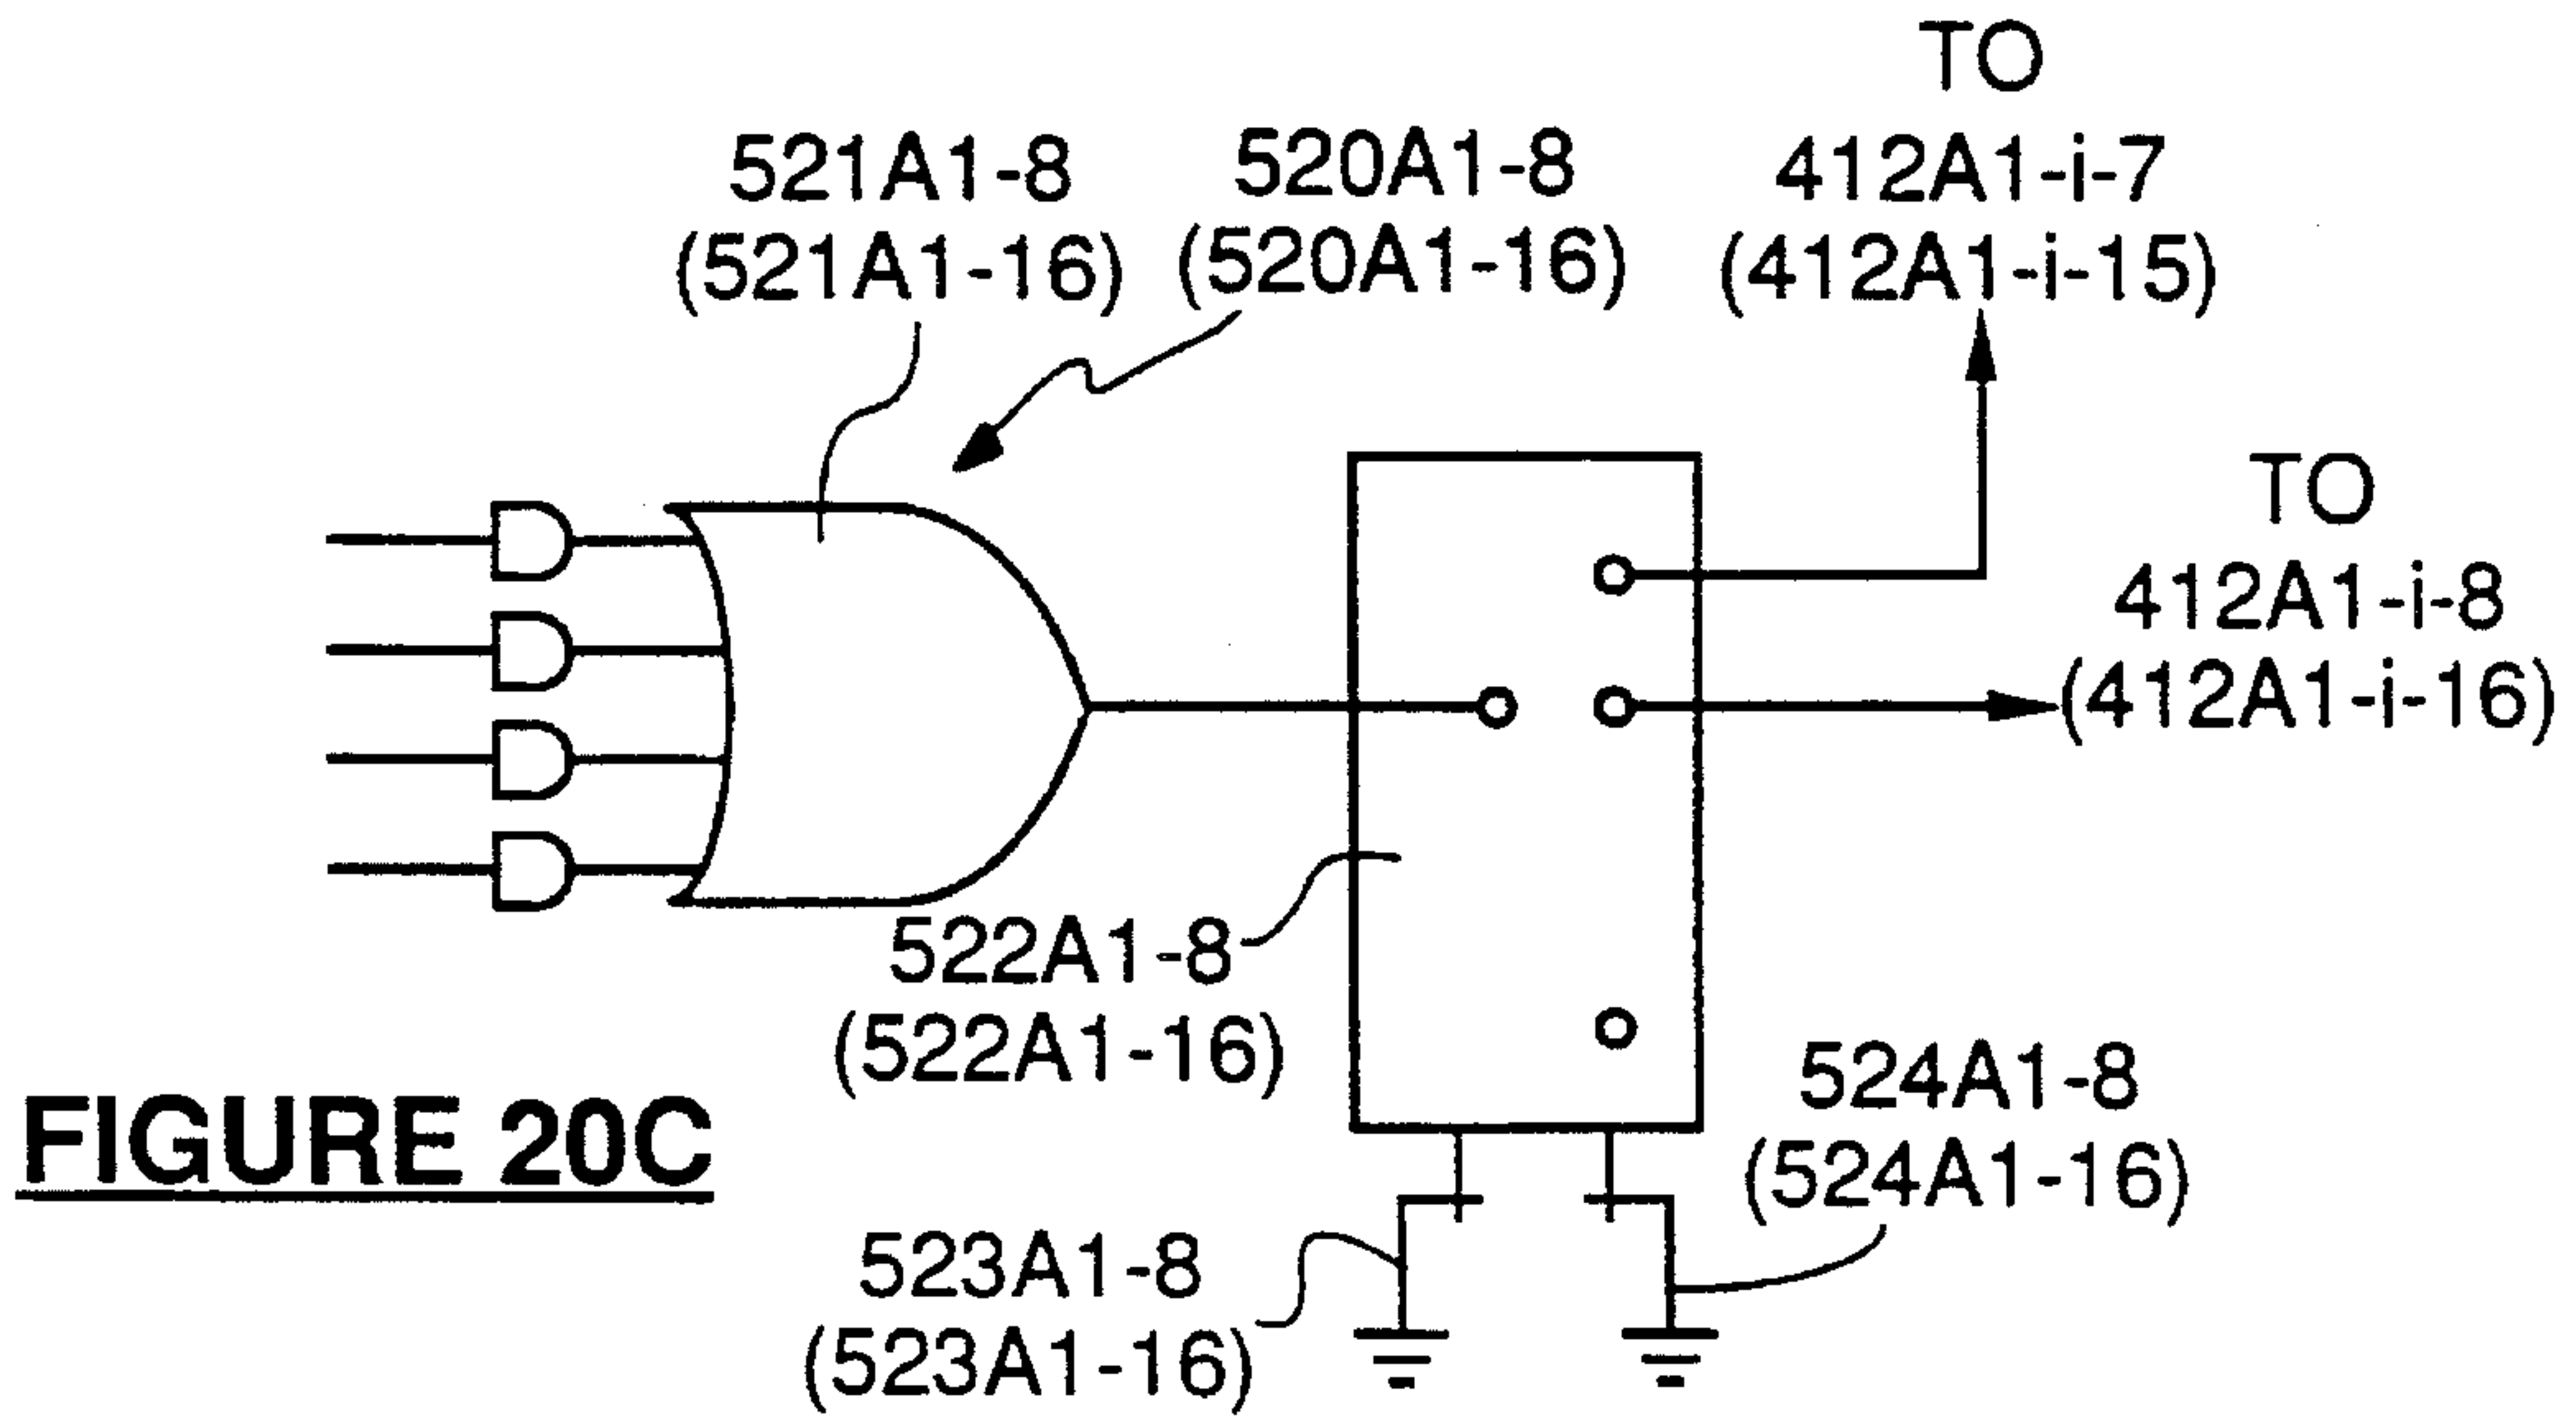 TO
412A1-i-7
(412A1-i-15)
521A1-8
(521A1-16)
520A1-8
(520A1-16)
TO
412A1-i-8
(412A1-i-16)
522A1-8
(522A1-16)
524A1-8
(524A1-16)
523A1-8
(523A1-16)
FIGURE 20C